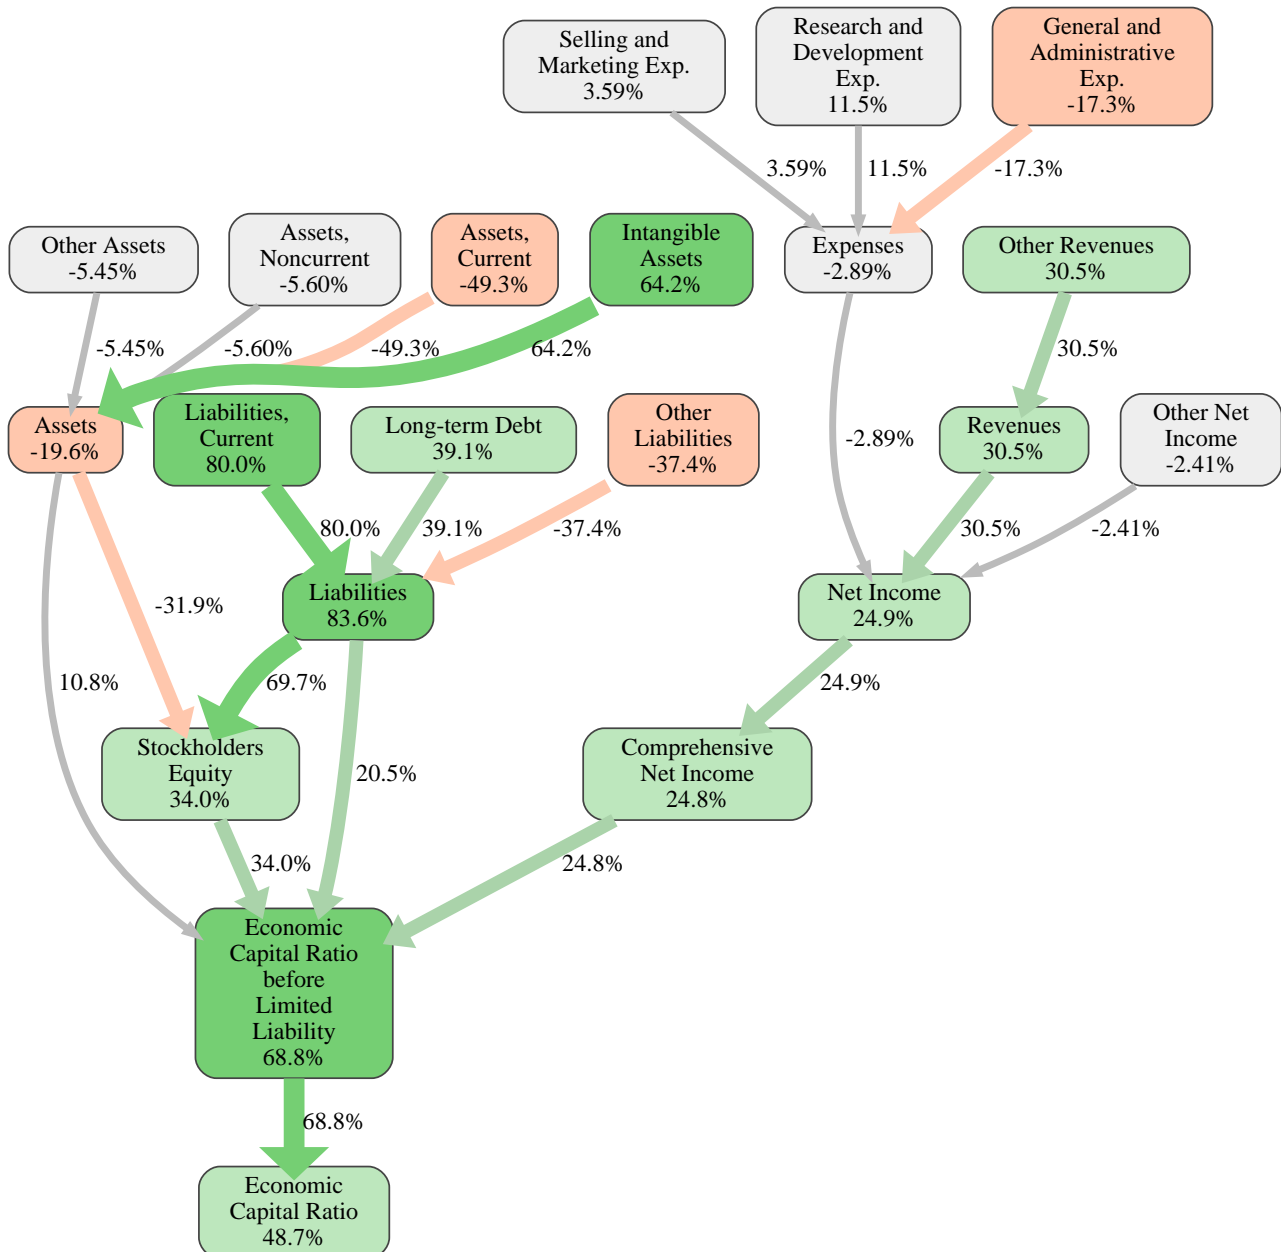 Selling and
Marketing Exp.
3.59%
Research and
Development
Exp.
11.5%
General and
Administrative
Exp.
-17.3%
3.59%
11.5%
-17.3%
Other Assets
-5.45%
Assets,
Noncurrent
-5.60%
Assets,
Current
-49.3%
Intangible
Assets
64.2%
Expenses
-2.89%
Other Revenues
30.5%
-5.45%
-5.60%
-49.3%
64.2%
30.5%
Assets
-19.6%
Liabilities,
Current
80.0%
Long-term Debt
39.1%
Other
Liabilities
-37.4%
-2.89%
Revenues
30.5%
Other Net
Income
-2.41%
80.0%
39.1%
-37.4%
30.5%
-2.41%
-31.9%
Liabilities
83.6%
Net Income
24.9%
10.8%
69.7%
24.9%
Stockholders
Equity
34.0%
20.5%
Comprehensive
Net Income
24.8%
34.0%
24.8%
Economic
Capital Ratio
before
Limited
Liability
68.8%
68.8%
Economic
Capital Ratio
48.7%